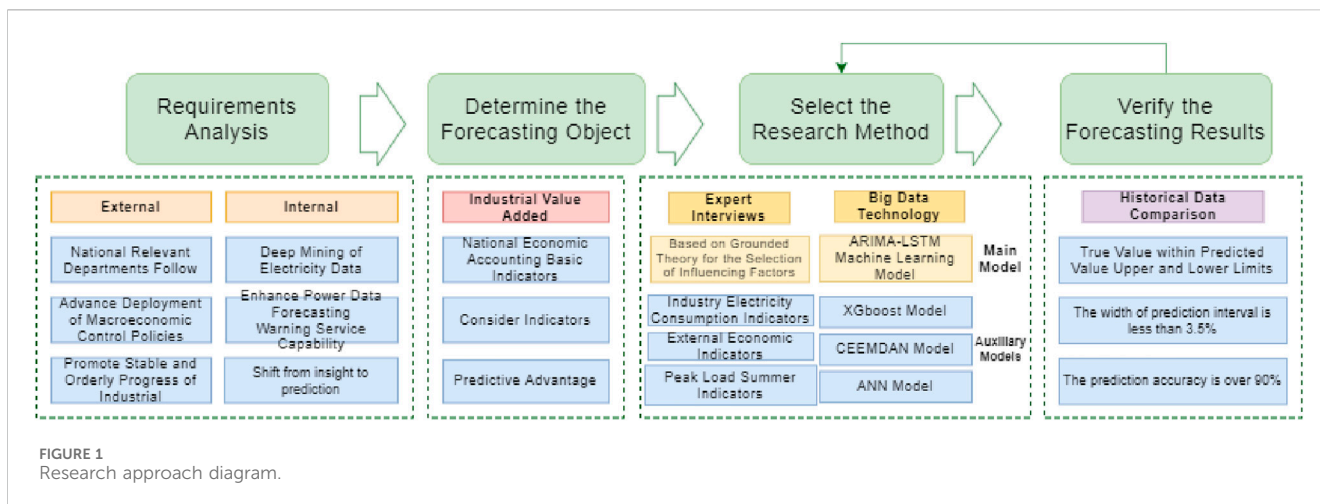 Requirements
Analysis
Determine the
Forecasting Object
Select the
Research Method
Verify the
Forecasting Results
External
National Relevant
Departments Follow
Advance Deployment
of Macroeconomic
Control Policies
Promote Stable and
Orderly Progress of
Industrial
Internal
Deep Mining of
Electricity Data
Enhance Power Data
Forecasting
Warning Service
Capability
Shift from insight to
prediction
Industrial Value
Added
National Economic
Accounting Basic
Indicators
Consider Indicators
Predictive Advantage
Expert
Interviews
Based on Grounded
Theory for the Selection
of Influencing Factors
Industry Electricity
Consumption Indicators
External Economic
Indicators
Peak Load Summer
Indicators
Big Data
Technology
ARIMA-LSTM
Machine Learning
Model
XGboost Model
CEEMDAN Model
ANN Model
Main
Model
Auxiliary
Models
Historical Data
Comparison
True Value within Predicted
Value Upper and Lower Limits
The width of prediction interval is
less than 3.5%
The prediction accuracy is over 90%
FIGURE 1
Research approach diagram.